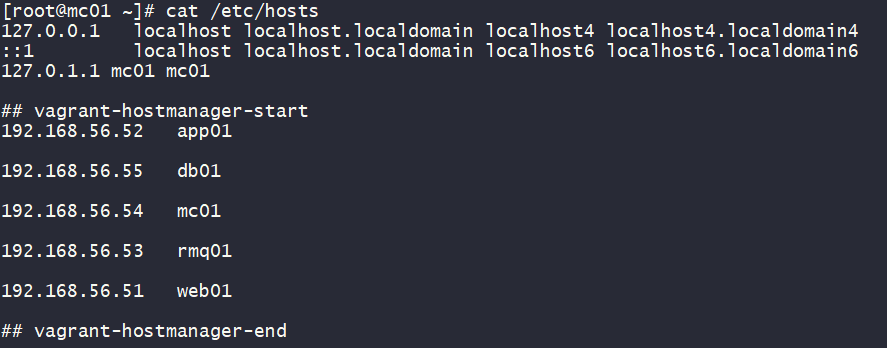 [root@mc01 ~]# cat /etc/hosts
127.0.0.1   localhost localhost.localdomain localhost4 localhost4.localdomain4
::1         localhost localhost.localdomain localhost6 localhost6.localdomain6
127.0.1.1 mc01 mc01
## vagrant-hostmanager-start
192.168.56.52   app01
192.168.56.55   db01
192.168.56.54   mc01
192.168.56.53   rmq01
192.168.56.51   web01
## vagrant-hostmanager-end